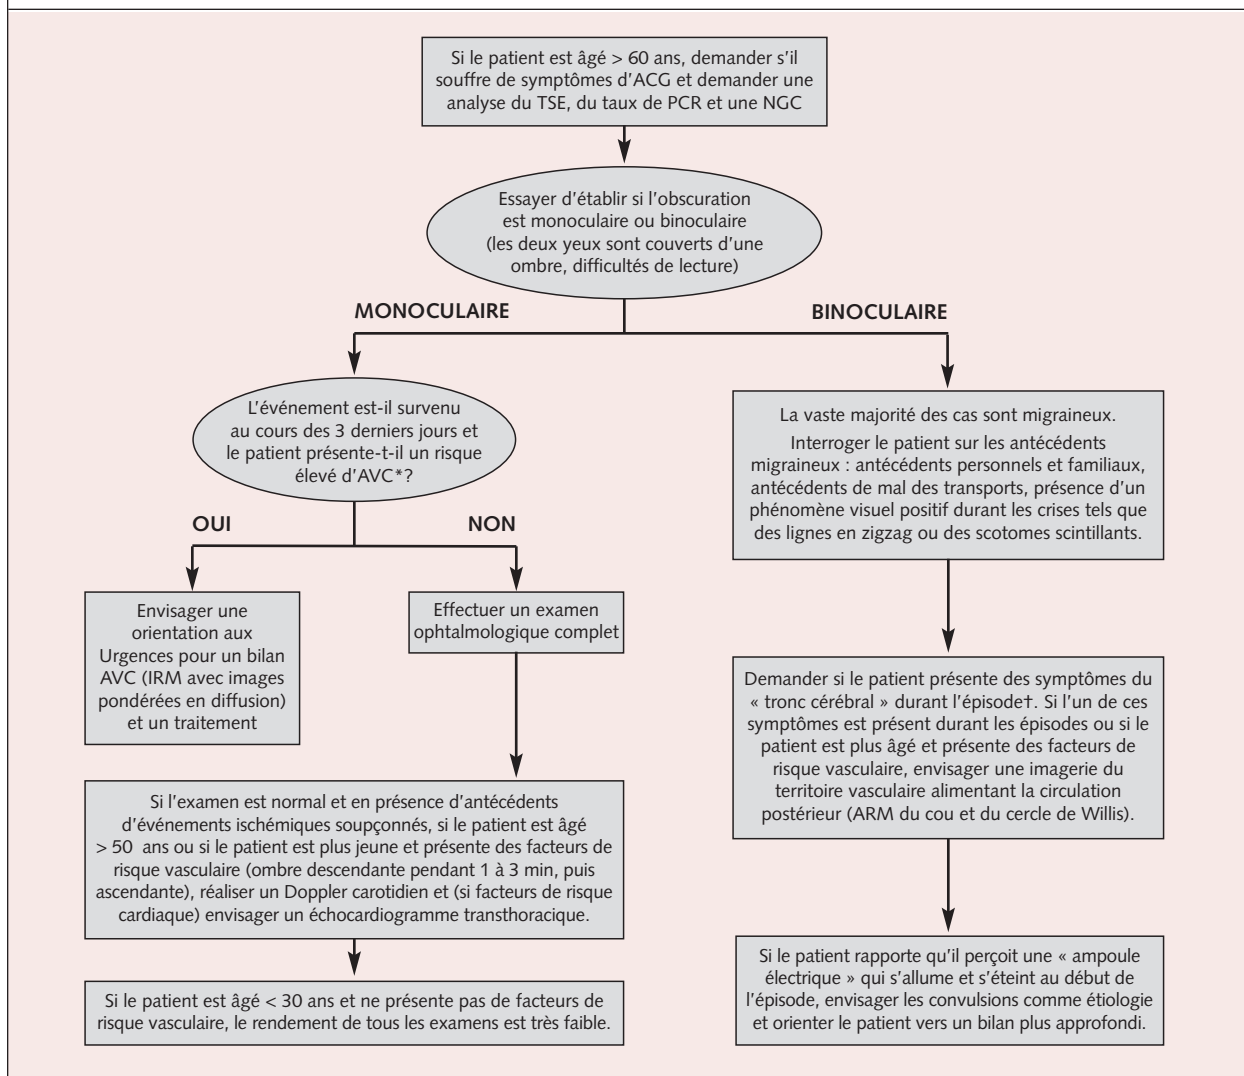 Si le patient est âgé > 60 ans, demander s'il
souffre de symptômes d'ACG et demander une
analyse du TSE, du taux de PCR et une NGC
Essayer d'établir si l'obscuration
est monoculaire ou binoculaire
(les deux yeux sont couverts d'une
ombre, difficultés de lecture)
MONOCULAIRE
BINOCULAIRE
L'événement est-il survenu
au cours des 3 derniers jours et
le patient présente-t-il un risque
élevé d'AVC*?
OUI
NON
Envisager une
orientation aux
Urgences pour un bilan
AVC (IRM avec images
pondérées en diffusion)
et un traitement
Effectuer un examen
ophtalmologique complet
Si l'examen est normal et en présence d'antécédents
d'événements ischémiques soupçonnés, si le patient est âgé
> 50 ans ou si le patient est plus jeune et présente des facteurs de
risque vasculaire (ombre descendante pendant 1 à 3 min, puis
ascendante), réaliser un Doppler carotidien et (si facteurs de risque
cardiaque) envisager un échocardiogramme transthoracique.
Si le patient est âgé < 30 ans et ne présente pas de facteurs de
risque vasculaire, le rendement de tous les examens est très faible.
La vaste majorité des cas sont migraineux.
Interroger le patient sur les antécédents
migraineux : antécédents personnels et familiaux,
antécédents de mal des transports, présence d'un
phénomène visuel positif durant les crises tels que
des lignes en zigzag ou des scotomes scintillants.
Demander si le patient présente des symptômes du
« tronc cérébral » durant l'épisode†. Si l'un de ces
symptômes est présent durant les épisodes ou si le
patient est plus âgé et présente des facteurs de
risque vasculaire, envisager une imagerie du
territoire vasculaire alimentant la circulation
postérieur (ARM du cou et du cercle de Willis).
Si le patient rapporte qu'il perçoit une « ampoule
électrique » qui s'allume et s'éteint au début de
l'épisode, envisager les convulsions comme étiologie
et orienter le patient vers un bilan plus approfondi.